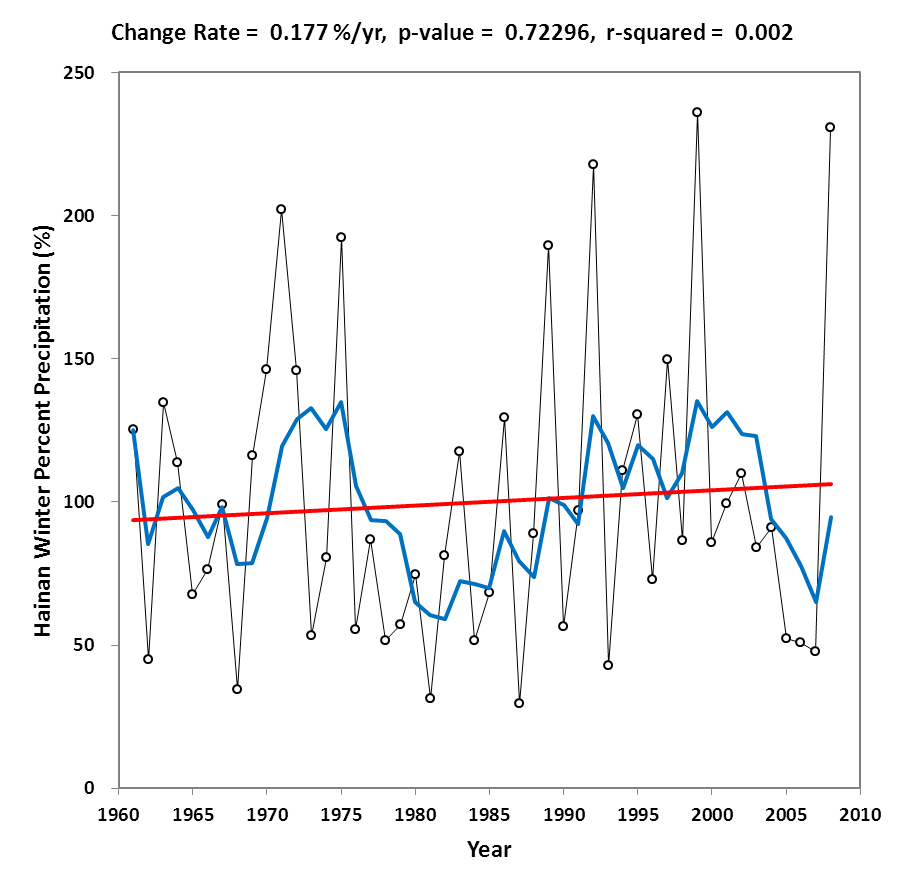 Change Rate = 0.177 %/yr, p-value = 0.72296, r-squared = 0.002
Hainan Winter Percent Precipitation (%)
250
200
150
100
50
0
1960 1965 1970 1975 1980 1985 1990 1995 2000 2005 2010
Year